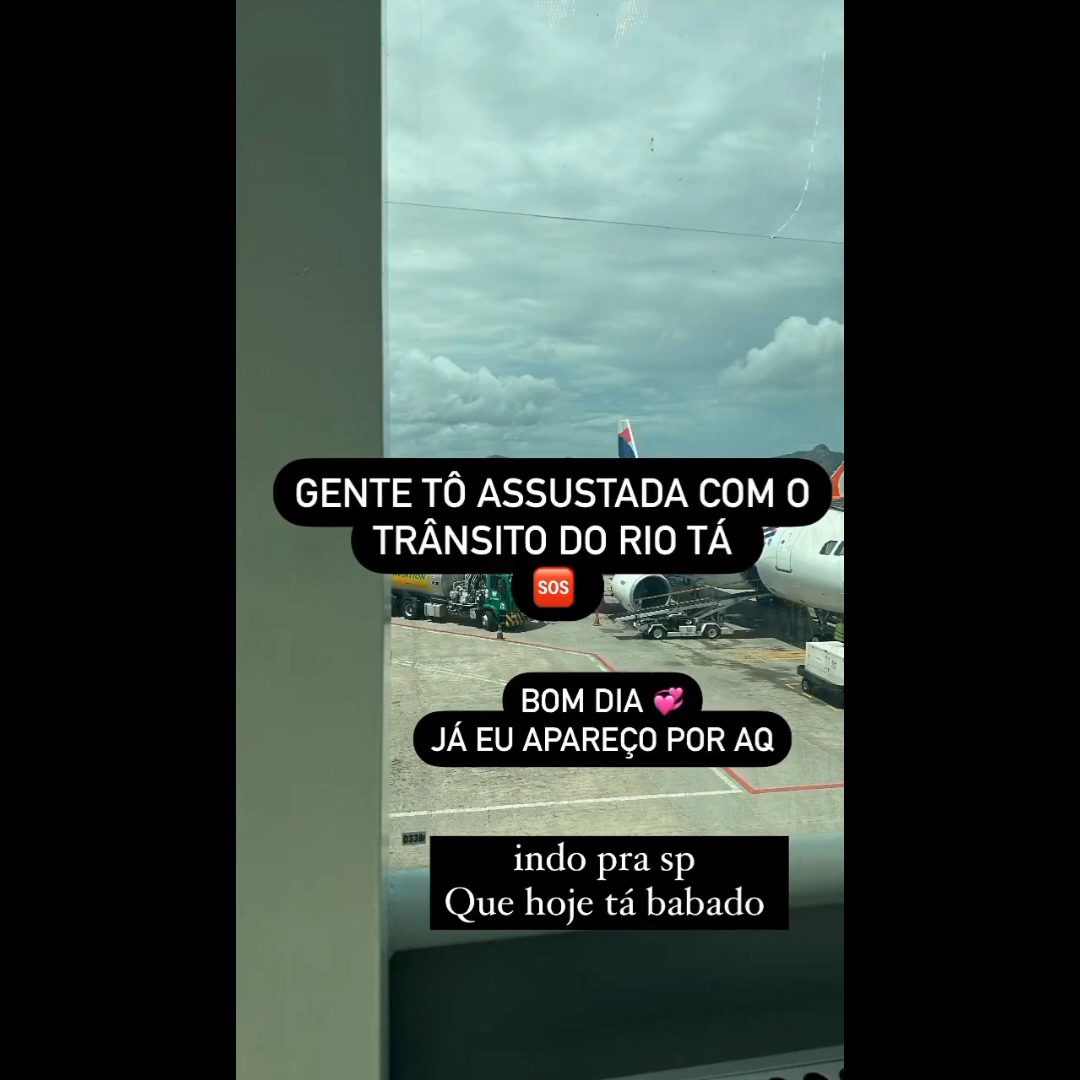 GENTE TÔ ASSUSTADA COM O
TRÂNSITO DO RIO TÁ
🆘
BOM DIA 💞
JÁ EU APAREÇO POR AQ
indo pra sp
Que hoje tá babado